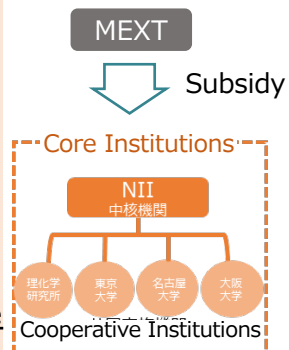 MEXT
Subsidy
Core Institutions
NII
中核機関
理化学
研究所
東京
大学
名古屋
大学
大阪
大学
Cooperative Institutions